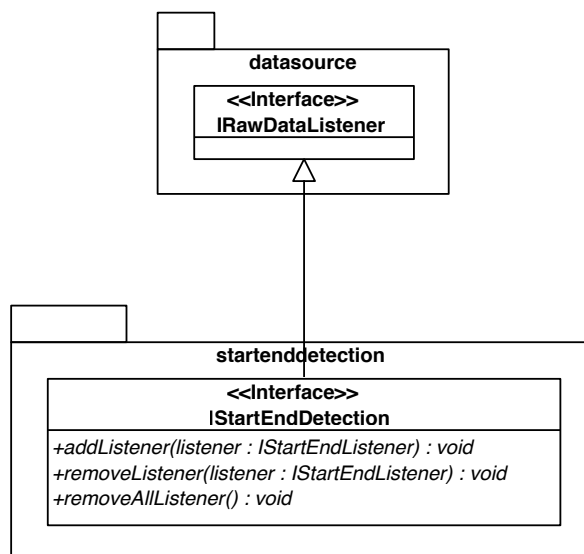 datasource
<<Interface>>
IRawDataListener
startenddetection
<<Interface>>
IStartEndDetection
+addListener(listener : IStartEndListener) : void
+removeListener(listener : IStartEndListener) : void
+removeAllListener() : void